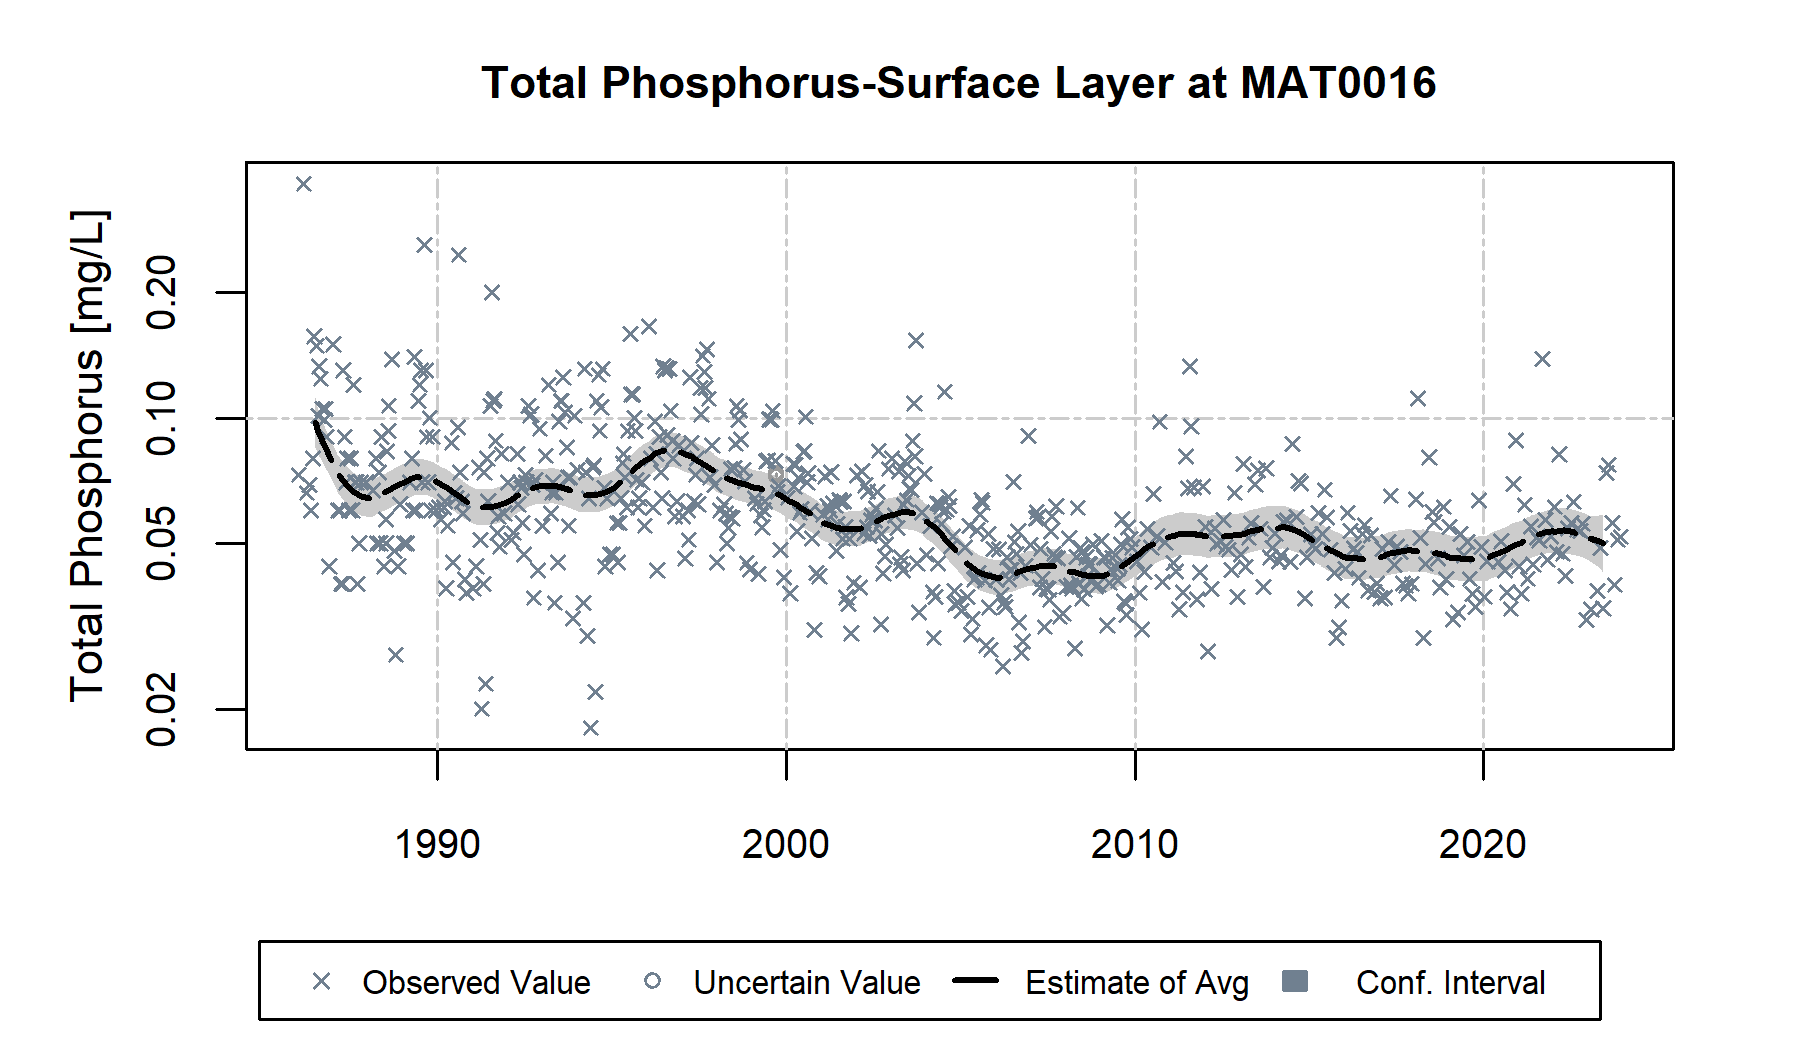 Total Phosphorus-Surface Layer at MAT0016
Total Phosphorus [mg/L]
0.20
0.10
0.05
0.02
1990
2000
2010
2020
Observed Value
Uncertain Value
Estimate of Avg
Conf. Interval